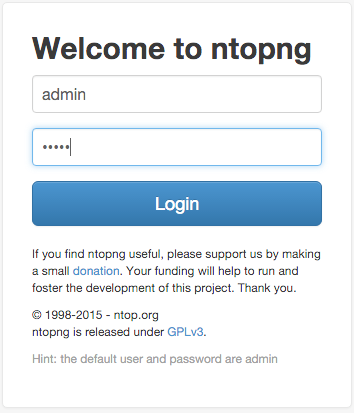 Welcome to ntopng
admin
•••••
Login
If you find ntopng useful, please support us by making
a small donation. Your funding will help to run and
foster the development of this project. Thank you.
© 1998-2015 - ntop.org
ntopng is released under GPLv3.
Hint: the default user and password are admin